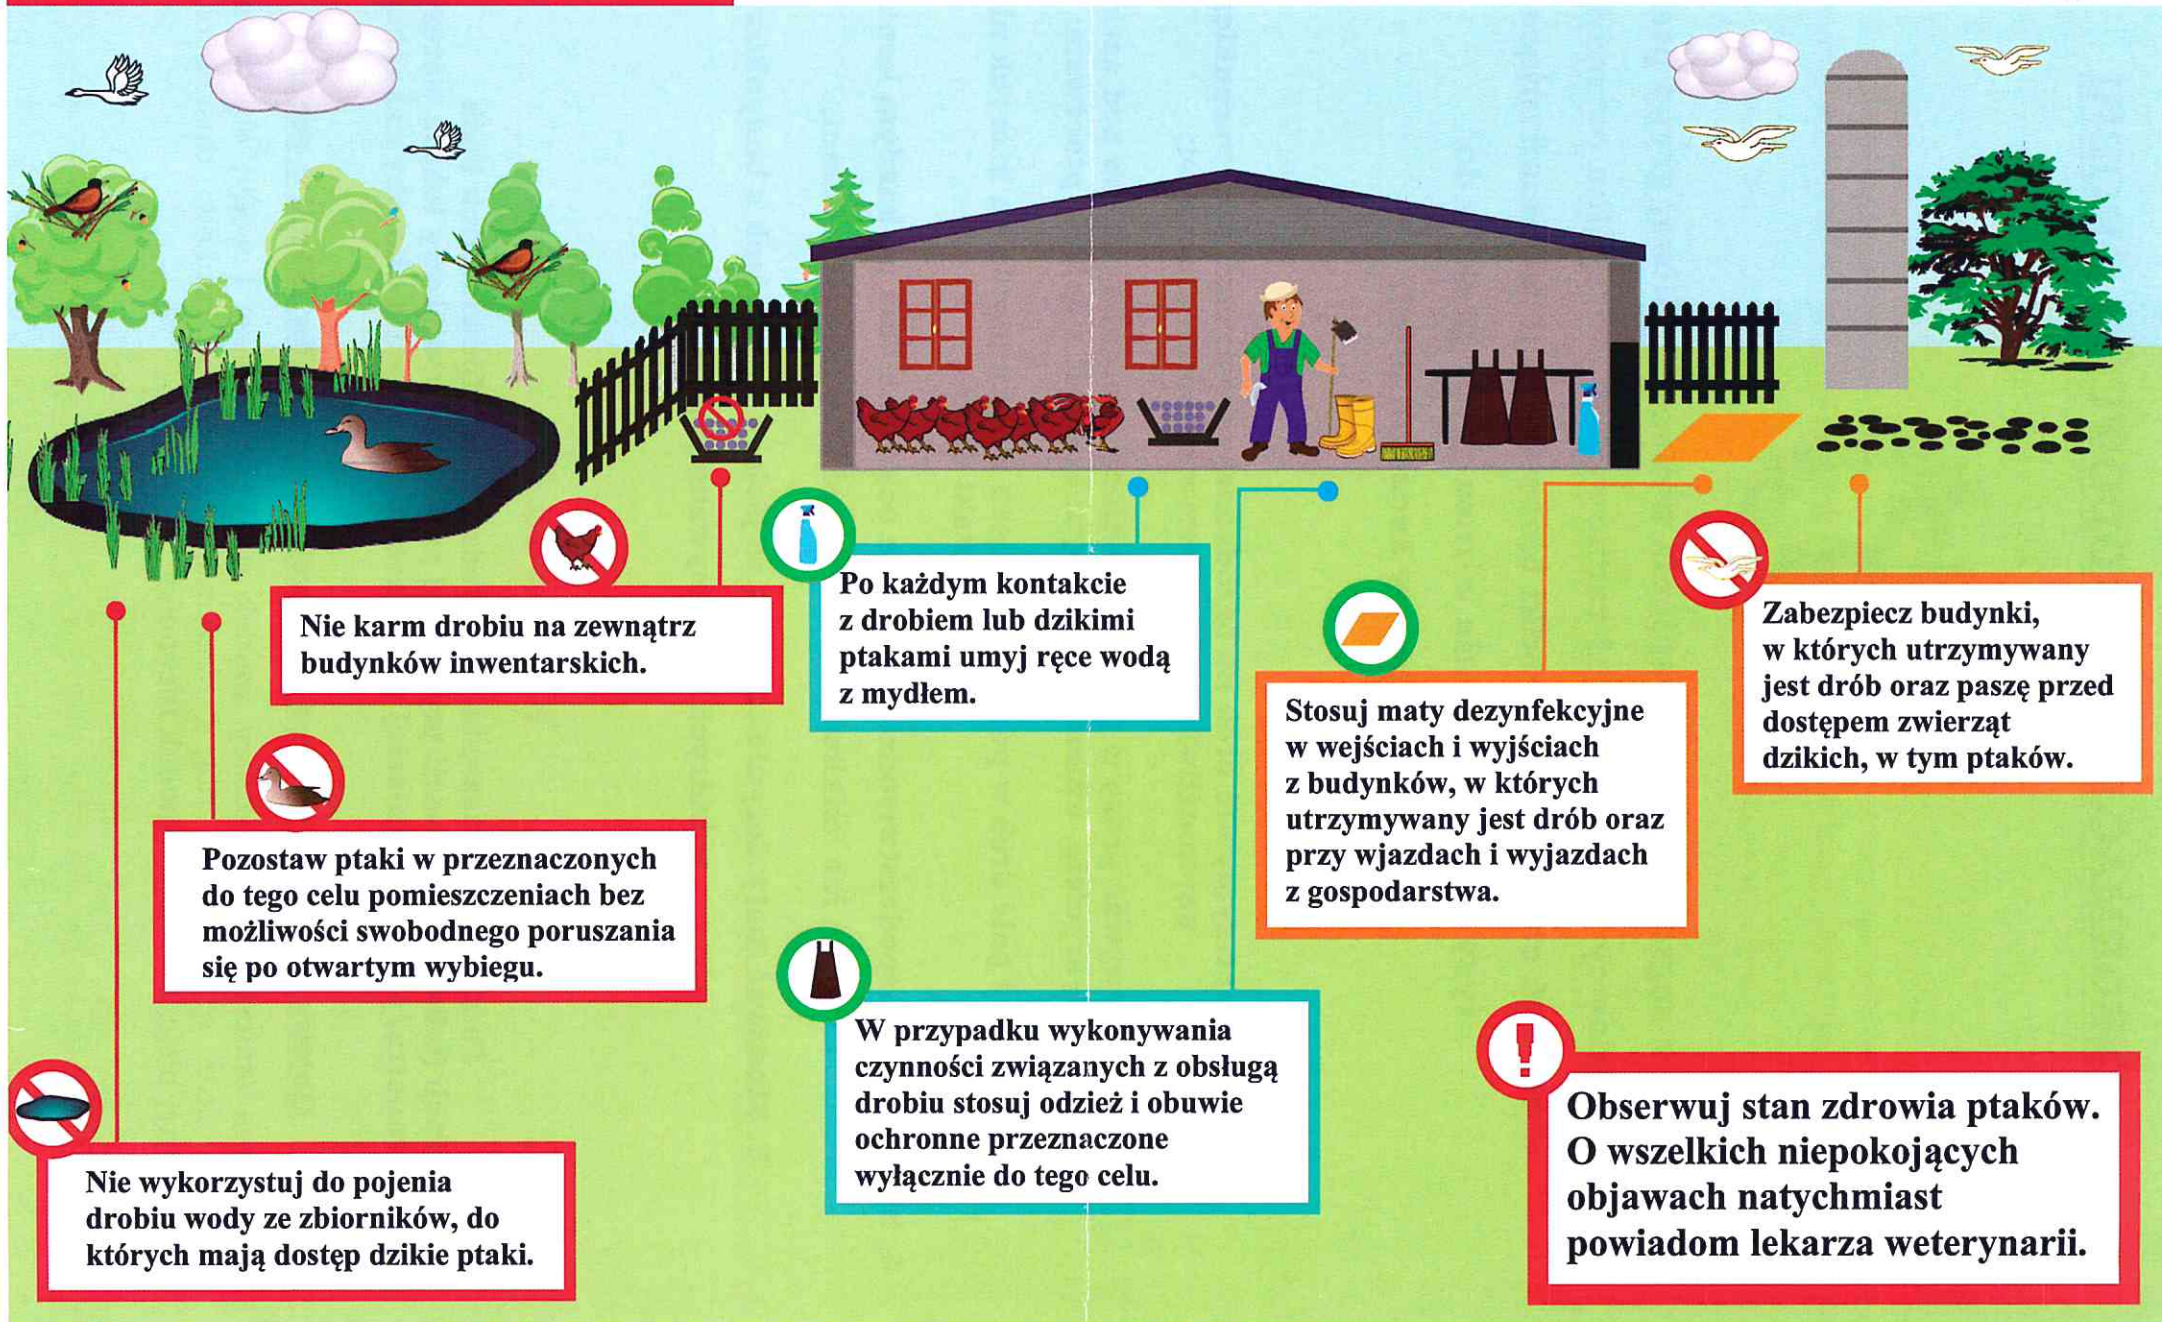 Nie karm drobiu na zewnątrz
budynków inwentarskich.
Po każdym kontakcie
z drobiem lub dzikimi
ptakami umyj ręce wodą
z mydłem.
Zabezpiecz budynki,
w których utrzymywany
jest drób oraz paszę przed
dostępem zwierząt
dzikich, w tym ptaków.
Stosuj maty dezynfekcyjne
w wejściach i wyjściach
z budynków, w których
utrzymywany jest drób oraz
przy wjazdach i wyjazdach
z gospodarstwa.
Pozostaw ptaki w przeznaczonych
do tego celu pomieszczeniach bez
możliwości swobodnego poruszania
się po otwartym wybiegu.
W przypadku wykonywania
czynności związanych z obsługą
drobiu stosuj odzież i obuwie
ochronne przeznaczone
wyłącznie do tego celu.
Nie wykorzystuj do pojenia
drobiu wody ze zbiorników, do
których mają dostęp dzikie ptaki.
!
Obserwuj stan zdrowia ptaków.
O wszelkich niepokojących
objawach natychmiast
powiadom lekarza weterynarii.